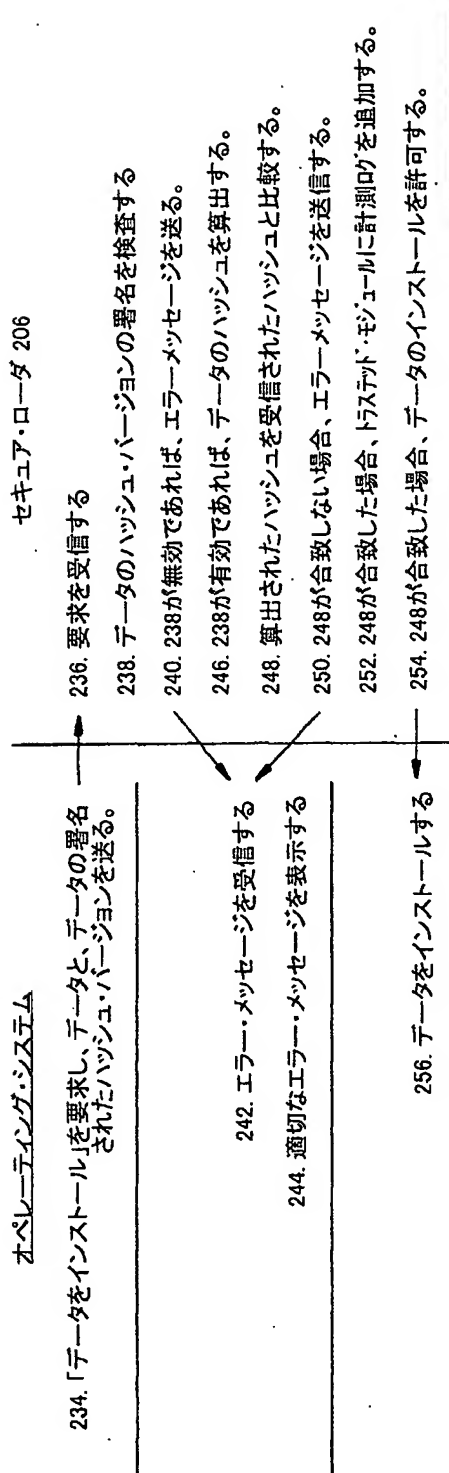 オペレーティング・システム
234. 「データをインストール」を要求し、データと、データの署名
されたハッシュ・バージョンを送る。
242. エラー・メッセージを受信する
244. 適切なエラー・メッセージを表示する
256. データをインストールする
セキュア・ローダ 206
236. 要求を受信する
238. データのハッシュ・バージョンの署名を検査する
240. 238が無効であれば、エラーメッセージを送る。
246. 238が有効であれば、データのハッシュを算出する。
248. 算出されたハッシュを受信されたハッシュと比較する。
250. 248が合致しない場合、エラーメッセージを送信する。
252. 248が合致した場合、トラステッド・モジュールに計測ログを追加する。
254. 248が合致した場合、データのインストールを許可する。